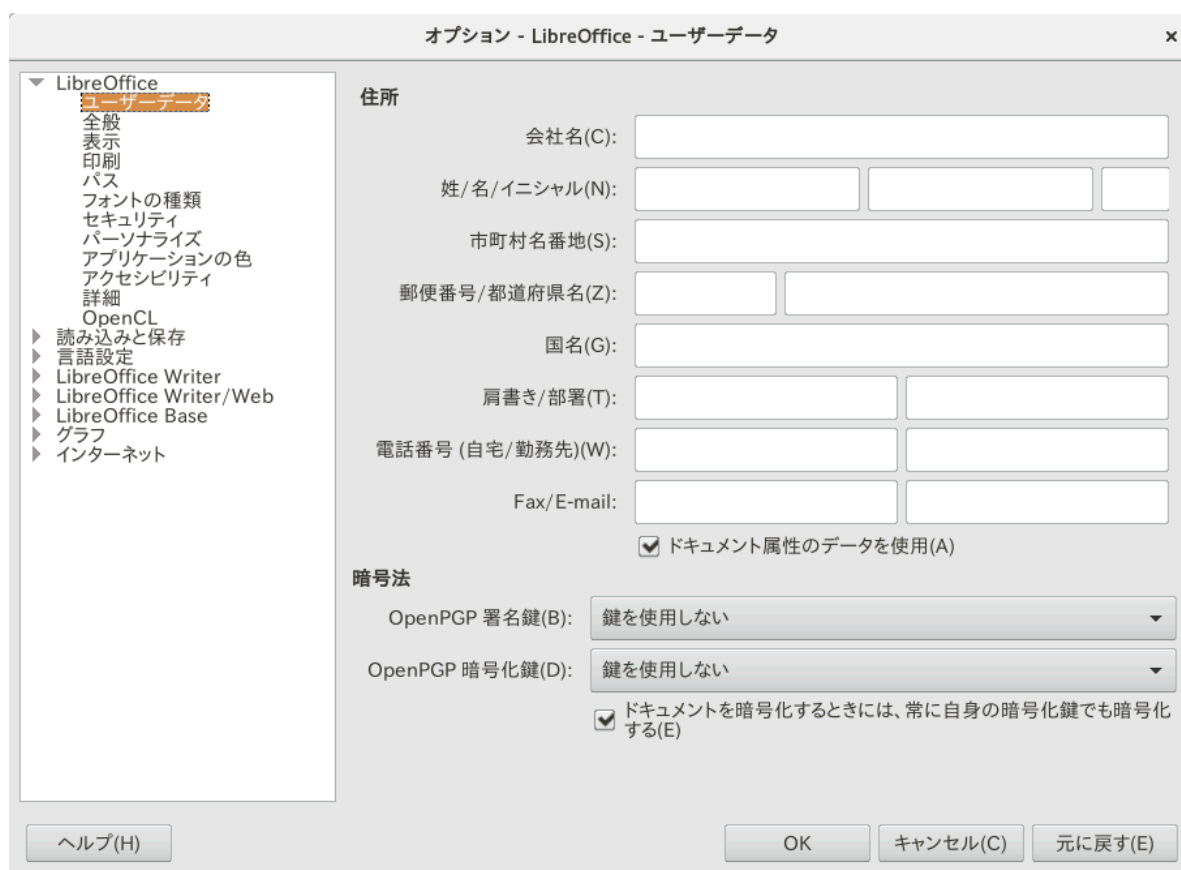 オプション - LibreOffice - ユーザーデータ
LibreOffice
ユーザーデータ
全般
表示
印刷
パス
フォントの種類
セキュリティ
パーソナライズ
アプリケーションの色
アクセシビリティ
詳細
OpenCL
読み込みと保存
言語設定
LibreOffice Writer
LibreOffice Writer/Web
LibreOffice Base
グラフ
インターネット
住所
会社名(C):
姓/名/イニシャル(N):
市町村名番地(S):
郵便番号/都道府県名(Z):
国名(G):
肩書き/部署(T):
電話番号 (自宅/勤務先)(W):
Fax/E-mail:
ドキュメント属性のデータを使用(A)
暗号法
OpenPGP 署名鍵(B): 鍵を使用しない
OpenPGP 暗号化鍵(D): 鍵を使用しない
ドキュメントを暗号化するときには、常に自身の暗号化鍵でも暗号化
する(E)
ヘルプ(H) OK キャンセル(C) 元に戻す(E)